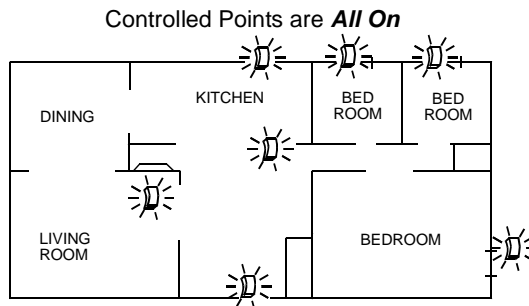 Controlled Points are All On
KITCHEN
BED
ROOM
BED
ROOM
DINING
LIVING
ROOM
BEDROOM